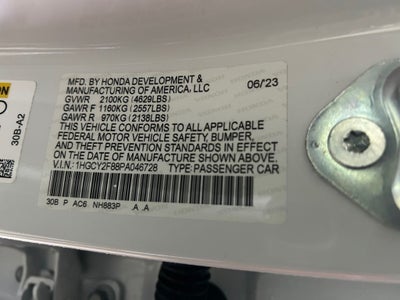 MFD. BY HONDA DEVELOPMENT &
MANUFACTURING OF AMERICA, LLC 06/23
GVWR 2100KG (4629LBS)
GAWR F 1160KG (2557LBS)
GAWR R 970KG (2138LBS)
THIS VEHICLE CONFORMS TO ALL APPLICABLE
FEDERAL MOTOR VEHICLE SAFETY, BUMPER,
AND THEFT PREVENTION STANDARDS IN EFFECT
ON THE DATE OF MANUFACTURE SHOWN ABOVE.
V.I.N.: 1HGCY2F88PA046728 TYPE: PASSENGER CAR
30B P AC6 NH883P A A
30B-A2